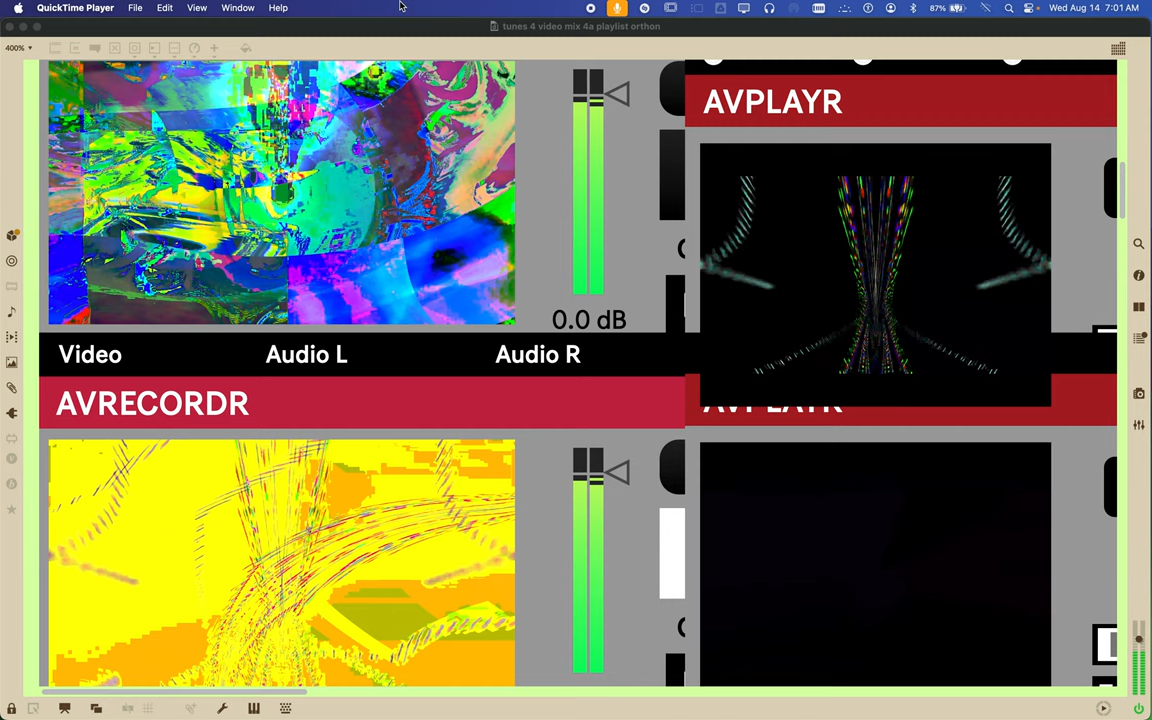 QuickTime Player File Edit View Window Help 87% Wed Aug 14 7:01 AM
tunes 4 video mix 4a playlist orthon
400%
AVPLAYR
0.0 dB
Video Audio L Audio R
AVRECORDR
AVPLAYR